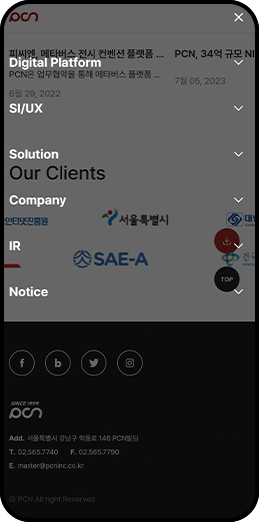 pcn
피씨엔, 메타버스 전시 컨벤션 플랫폼 ...
PCN, 34억 규모 NI
Digital Platform
PCN은 업무협약을 통해 메타버스 플랫폼 ...
7월 05, 2023
6월 29, 2022
SI/UX
Solution
Our Clients
Company
인터넷진흥원
서울특별시
대한
IR
SAE-A
건국
TOP
Notice
SINCE 1999
pcn
Add. 서울특별시 강남구 학동로 146 PCN빌딩
T. 02.565.7740 F. 02.565.7790
E. master@pcninc.co.kr
© PCN All right Reserved